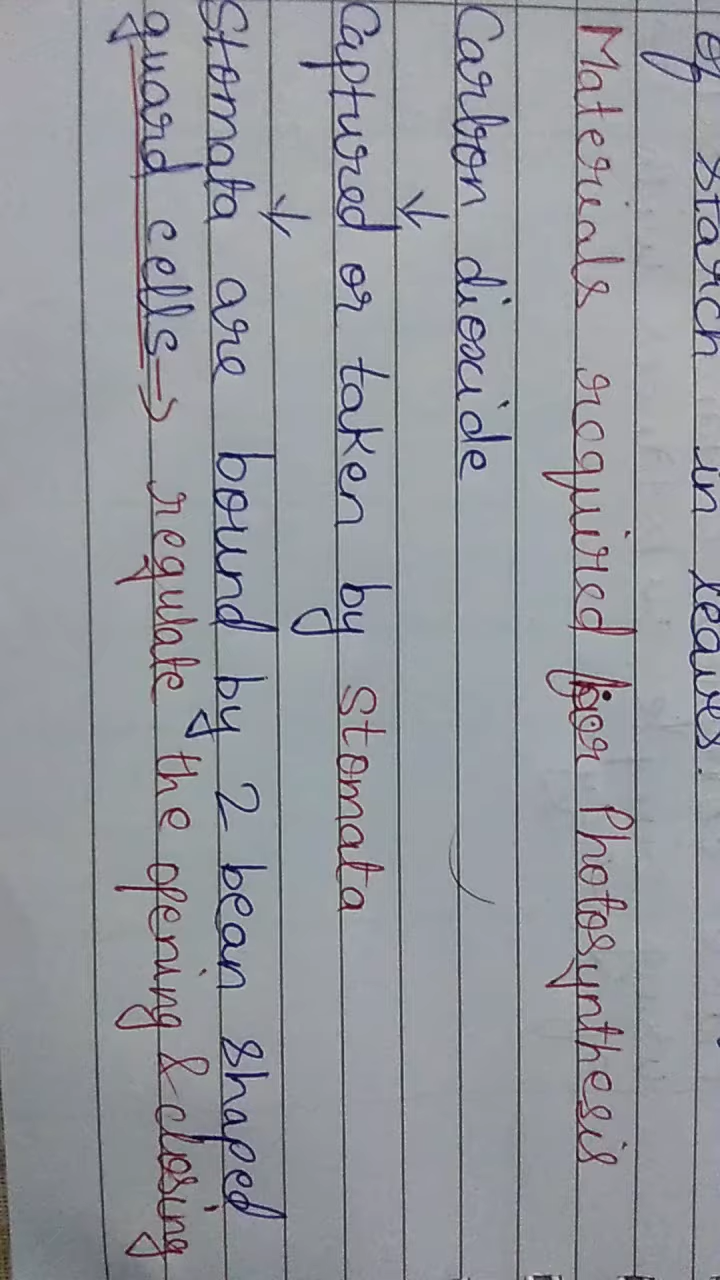 of starch in leaves.
Materials required for Photosynthesis
Carbon dioxide
↓
Captured or taken by stomata
↓
Stomata are bound by 2 bean shaped
guard cells → regulate the opening & closing